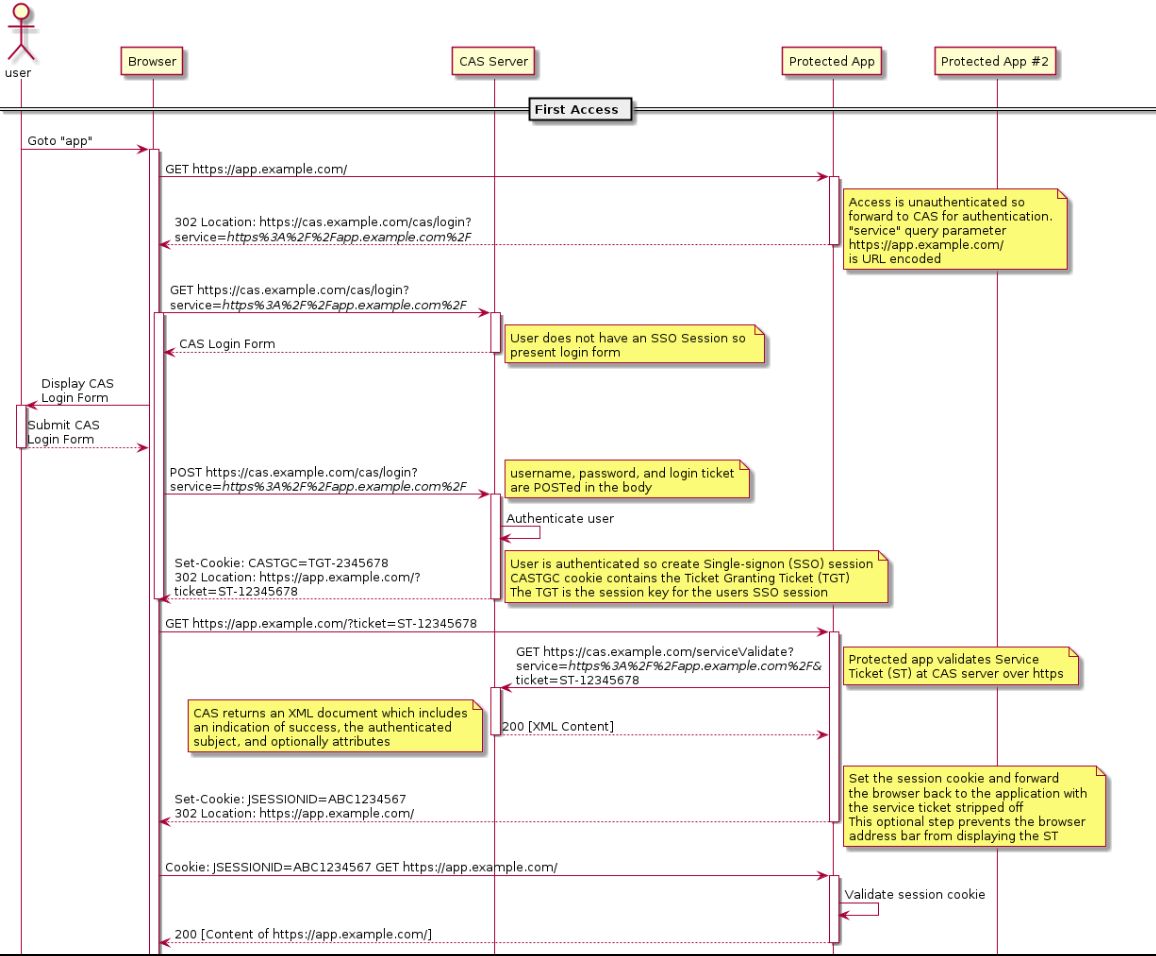 user
Browser
CAS Server
Protected App
Protected App #2
First Access
Goto "app"
GET https://app.example.com/
Access is unauthenticated so
forward to CAS for authentication.
"service" query parameter
https://app.example.com/
is URL encoded
302 Location: https://cas.example.com/cas/login?
service=https%3A%2F%2Fapp.example.com%2F
GET https://cas.example.com/cas/login?
service=https%3A%2F%2Fapp.example.com%2F
User does not have an SSO Session so
present login form
CAS Login Form
Display CAS
Login Form
Submit CAS
Login Form
POST https://cas.example.com/cas/login?
service=https%3A%2F%2Fapp.example.com%2F
username, password, and login ticket
are POSTed in the body
Authenticate user
Set-Cookie: CASTGC=TGT-2345678
302 Location: https://app.example.com/?
ticket=ST-12345678
User is authenticated so create Single-signon (SSO) session
CASTGC cookie contains the Ticket Granting Ticket (TGT)
The TGT is the session key for the users SSO session
GET https://app.example.com/?ticket=ST-12345678
GET https://cas.example.com/serviceValidate?
service=https%3A%2F%2Fapp.example.com%2F&
ticket=ST-12345678
Protected app validates Service
Ticket (ST) at CAS server over https
CAS returns an XML document which includes
an indication of success, the authenticated
subject, and optionally attributes
200 [XML Content]
Set the session cookie and forward
the browser back to the application with
the service ticket stripped off
This optional step prevents the browser
address bar from displaying the ST
Set-Cookie: JSESSIONID=ABC1234567
302 Location: https://app.example.com/
Cookie: JSESSIONID=ABC1234567 GET https://app.example.com/
Validate session cookie
200 [Content of https://app.example.com/]